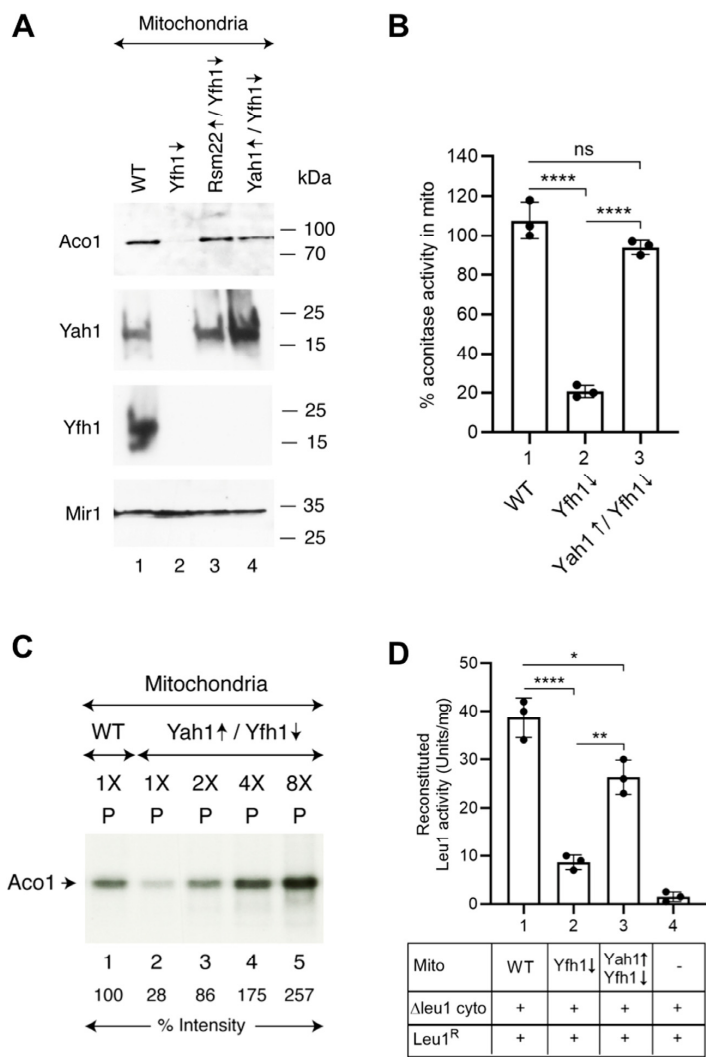 A
Mitochondria
WT
Yfh1↓
Rsm22↑/ Yfh1↓
Yah1↑ / Yfh1↓
kDa
Aco1
100
70
Yah1
25
15
Yfh1
25
15
Mir1
35
25
1 2 3 4
B
% aconitase activity in mito
140
120
100
80
60
40
20
0
ns
****
****
1 2 3
WT
Yfh1↓
Yah1↑/ Yfh1↓
C
Mitochondria
WT Yah1↑ / Yfh1↓
1X 1X 2X 4X 8X
P P P P P
Aco1
1 2 3 4 5
100 28 86 175 257
% Intensity
D
Reconstituted
Leu1 activity (Units/mg)
50
40
30
20
10
0
*
****
**
1 2 3 4
Mito WT Yfh1↓ Yah1↑ Yfh1↓ -
Δleu1 cyto + + + +
Leu1R + + + +